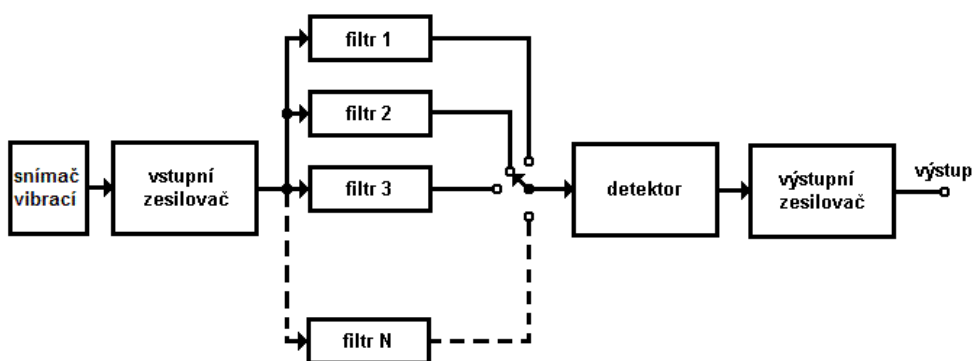 filtr 1
filtr 2
filtr 3
filtr N
snímač
vibrací
vstupní
zesilovač
detektor
výstupní
zesilovač
výstup